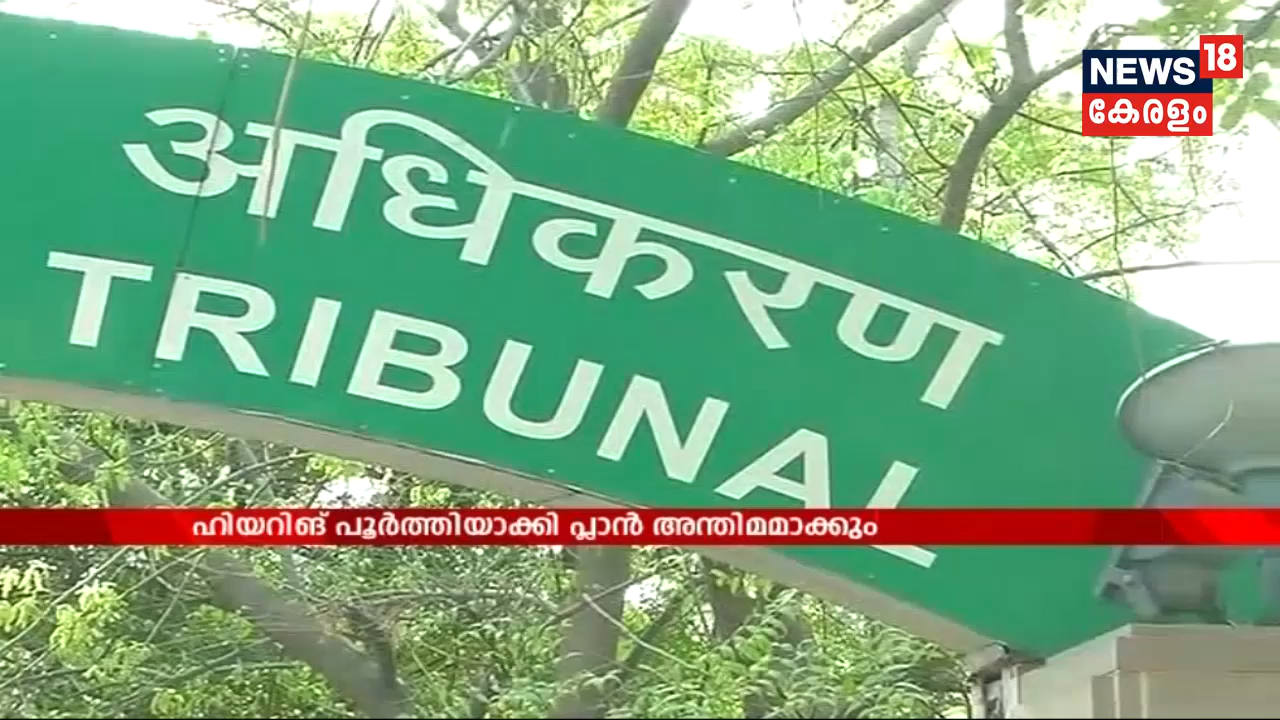 NEWS 18
കേരളം
अधिकरण
TRIBUNAL
ഹിയറിങ് പൂർത്തിയാക്കി പ്ലാൻ അന്തിമമാക്കും